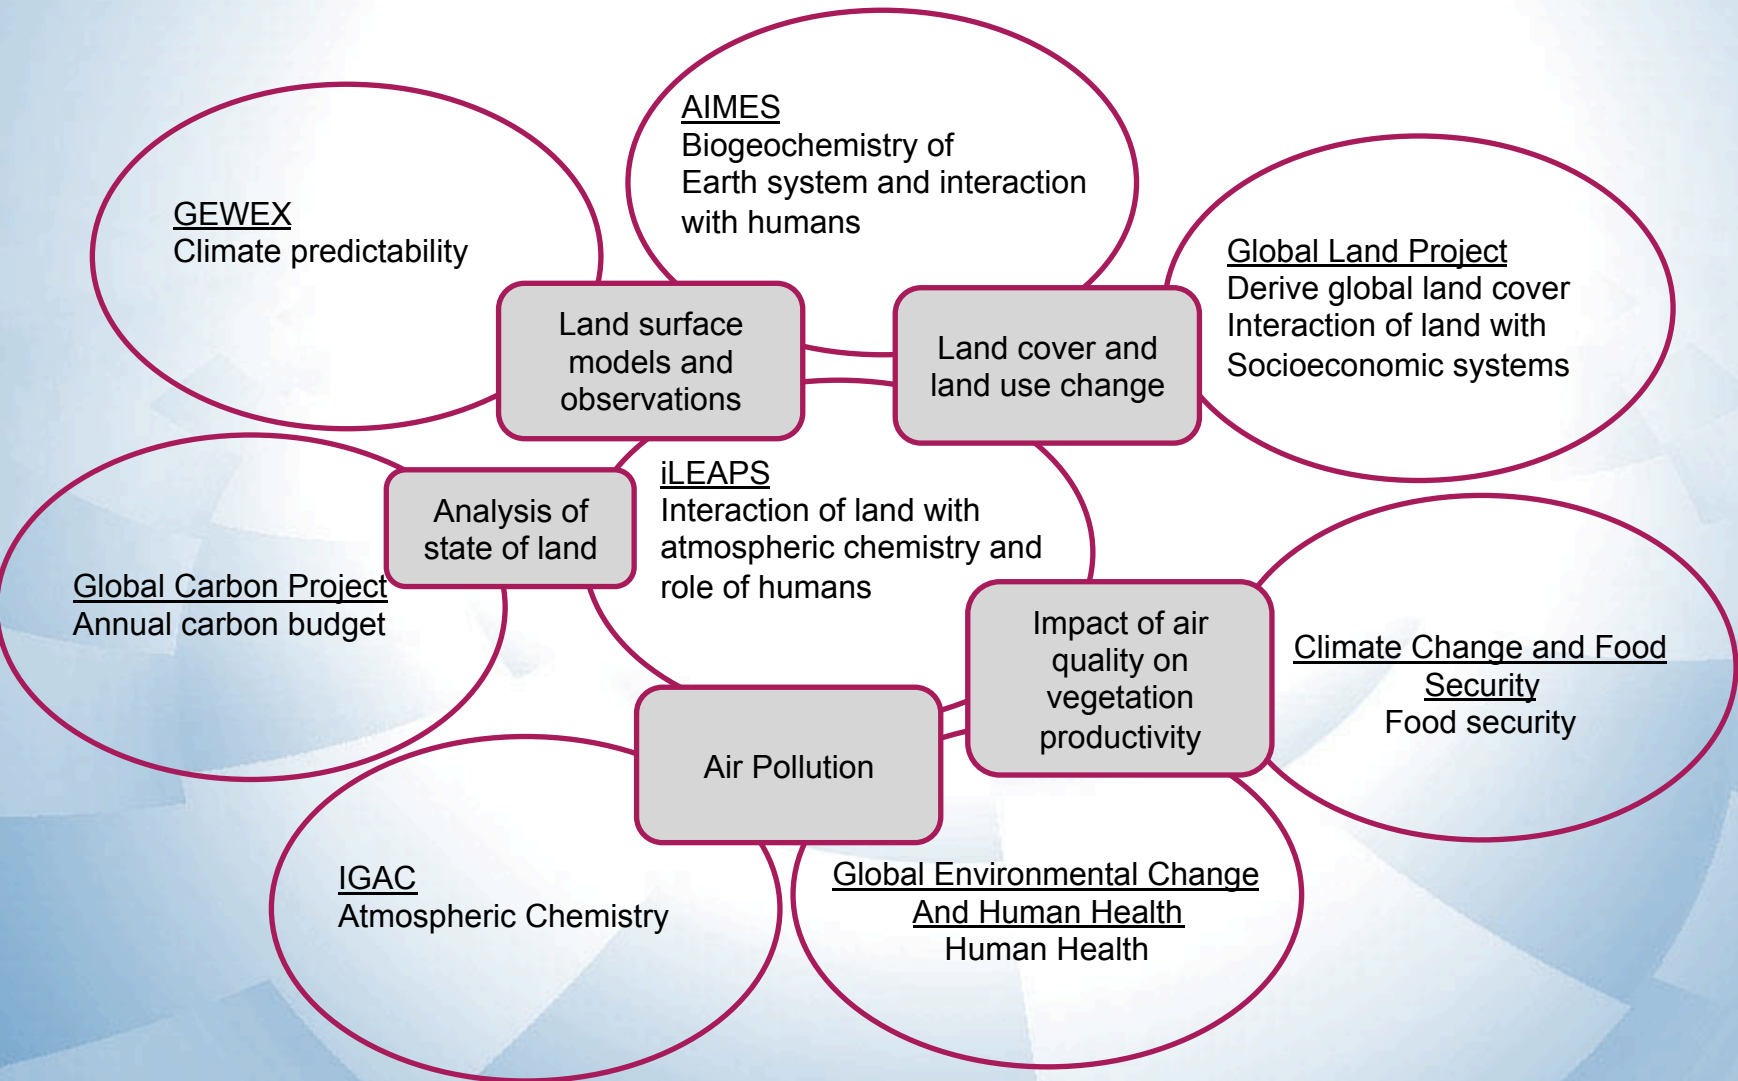 AIMES
Biogeochemistry of
Earth system and interaction
with humans
GEWEX
Climate predictability
Global Land Project
Derive global land cover
Interaction of land with
Socioeconomic systems
Land surface
models and
observations
Land cover and
land use change
iLEAPS
Interaction of land with
atmospheric chemistry and
role of humans
Analysis of
state of land
Global Carbon Project
Annual carbon budget
Impact of air
quality on
vegetation
productivity
Climate Change and Food
Security
Food security
Air Pollution
IGAC
Atmospheric Chemistry
Global Environmental Change
And Human Health
Human Health